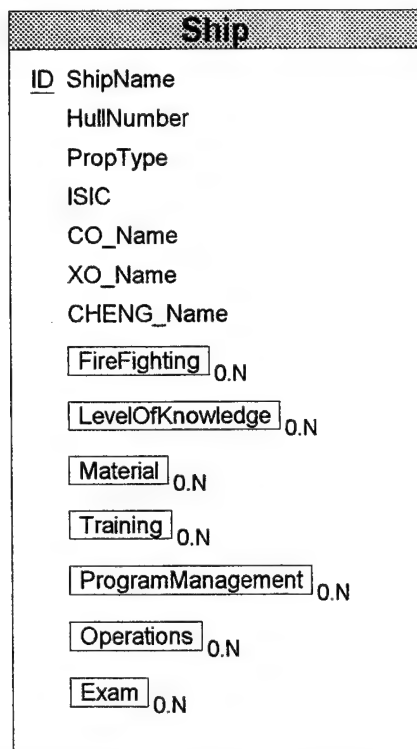 Ship
ID ShipName
HullNumber
PropType
ISIC
CO_Name
XO_Name
CHENG_Name
FireFighting 0.N
LevelOfKnowledge 0.N
Material 0.N
Training 0.N
ProgramManagement 0.N
Operations 0.N
Exam 0.N